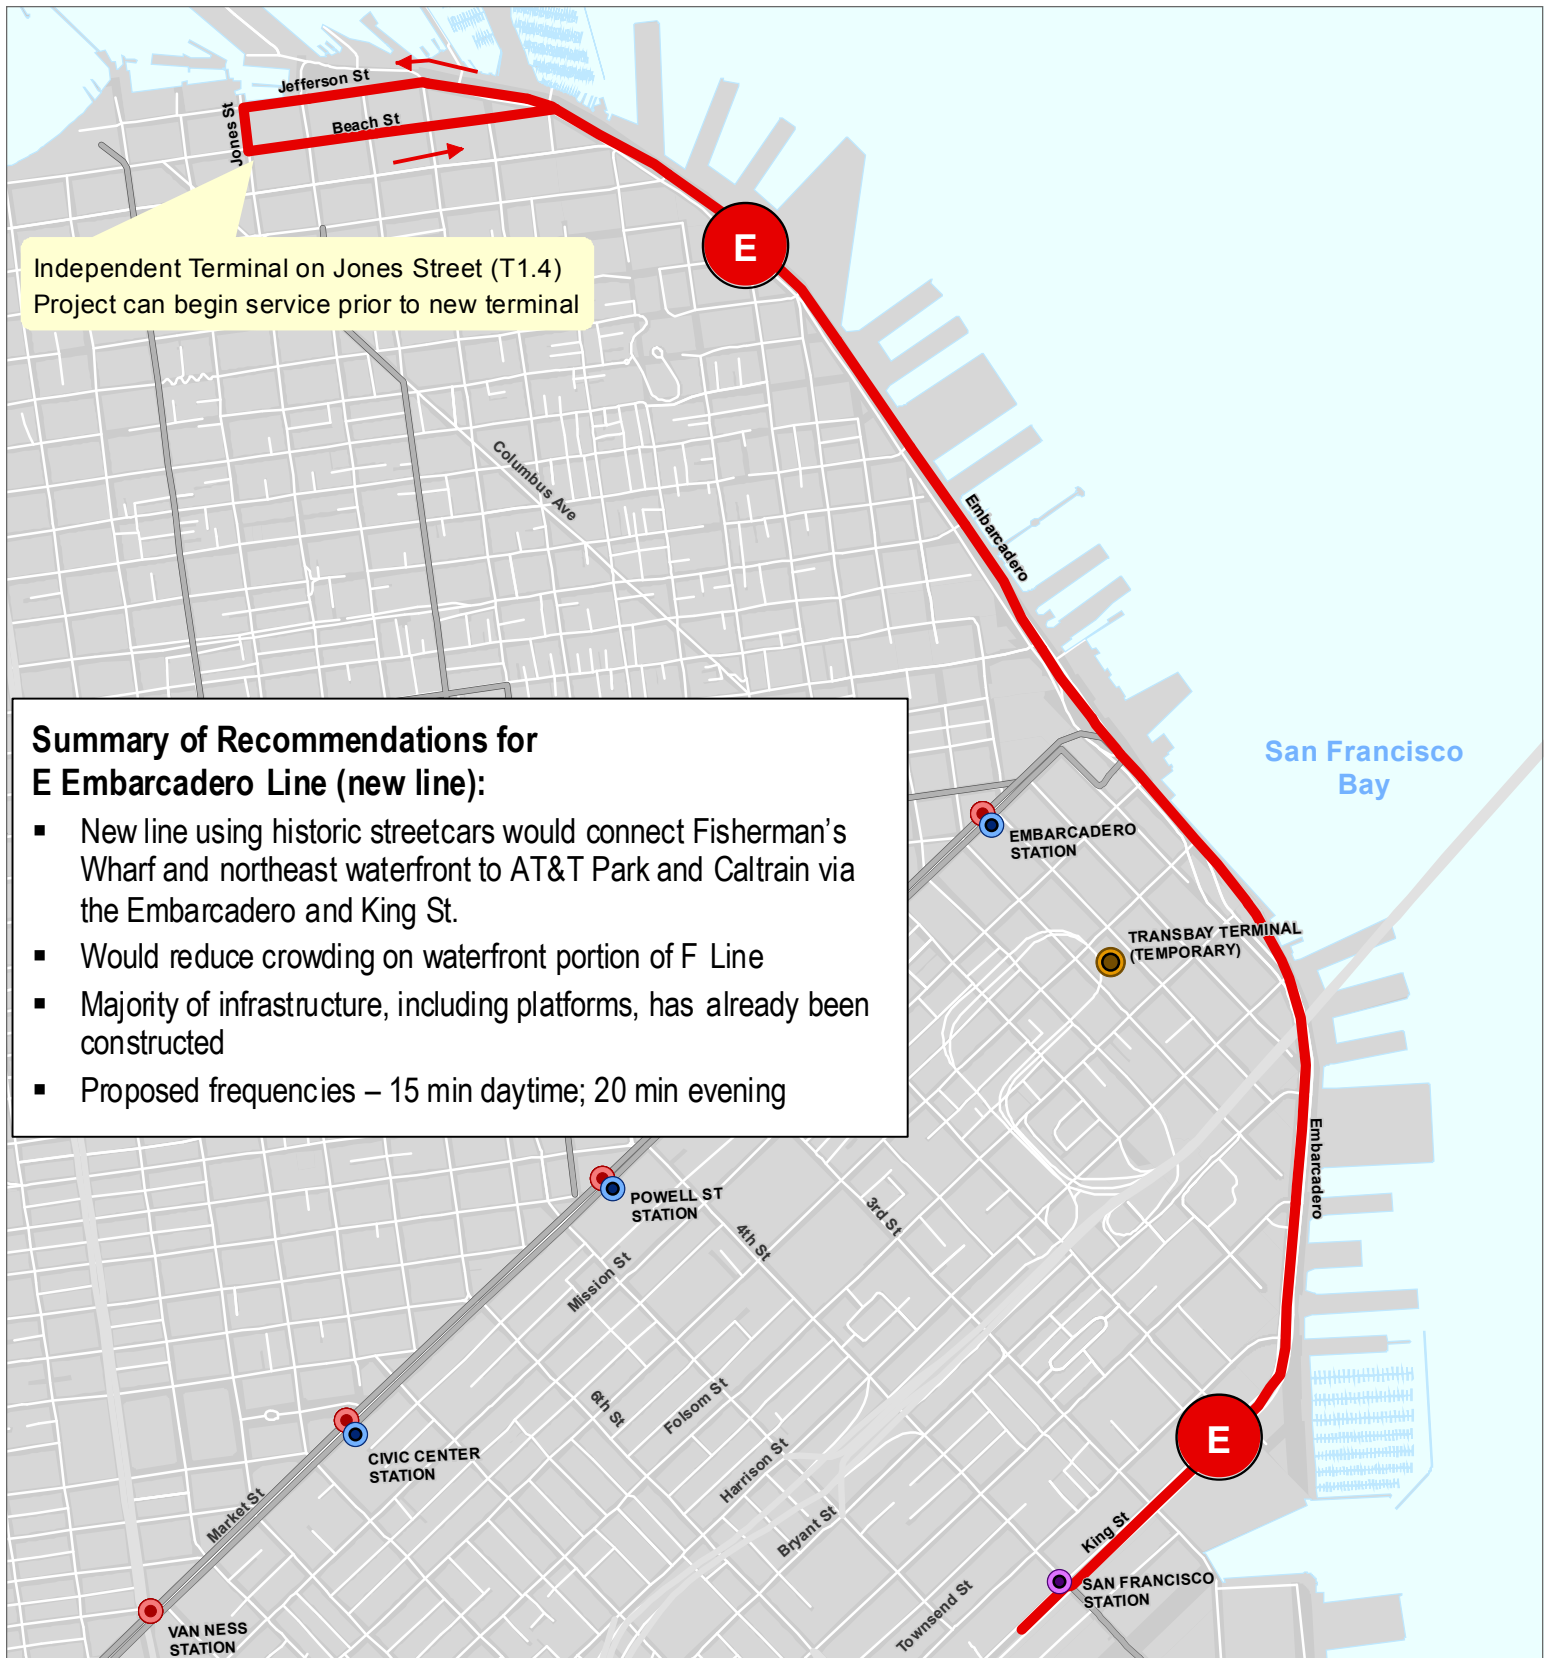 Jefferson St
Beach St
Jones St
E
Independent Terminal on Jones Street (T1.4)
Project can begin service prior to new terminal
Columbus Ave
Embarcadero
Summary of Recommendations for
E Embarcadero Line (new line):
▪ New line using historic streetcars would connect Fisherman’s
Wharf and northeast waterfront to AT&T Park and Caltrain via
the Embarcadero and King St.
▪ Would reduce crowding on waterfront portion of F Line
▪ Majority of infrastructure, including platforms, has already been
constructed
▪ Proposed frequencies – 15 min daytime; 20 min evening
San Francisco
Bay
EMBARCADERO
STATION
TRANSBAY TERMINAL
(TEMPORARY)
Embarcadero
POWELL ST
STATION
3rd St
4th St
Mission St
6th St
Folsom St
Harrison St
Bryant St
CIVIC CENTER
STATION
Market St
E
King St
SAN FRANCISCO
STATION
Townsend St
VAN NESS
STATION